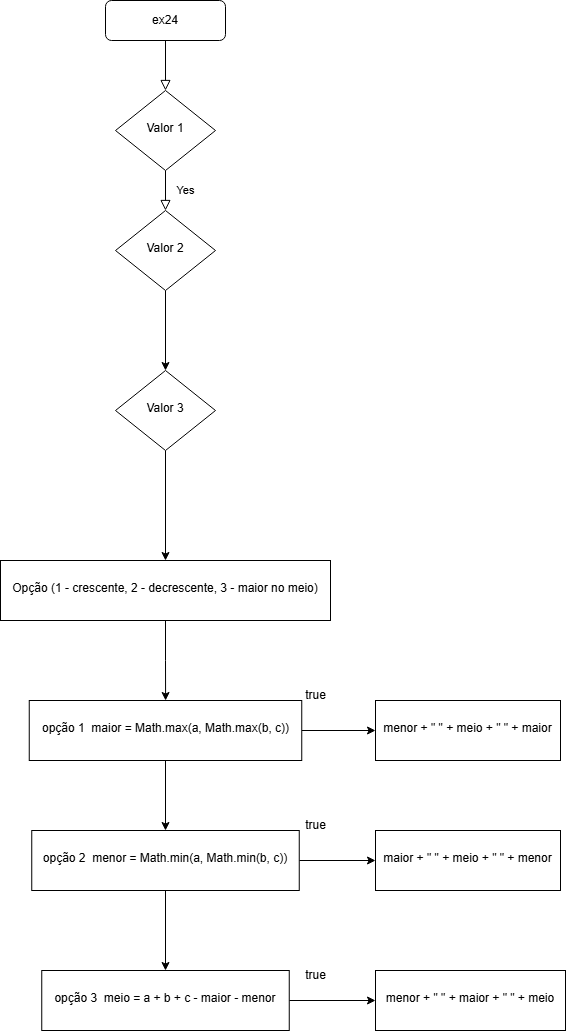 ex24
Valor 1
Yes
Valor 2
Valor 3
Opção (1 - crescente, 2 - decrescente, 3 - maior no meio)
true
opção 1  maior = Math.max(a, Math.max(b, c))
menor + " " + meio + " " + maior
true
opção 2  menor = Math.min(a, Math.min(b, c))
maior + " " + meio + " " + menor
true
opção 3  meio = a + b + c - maior - menor
menor + " " + maior + " " + meio